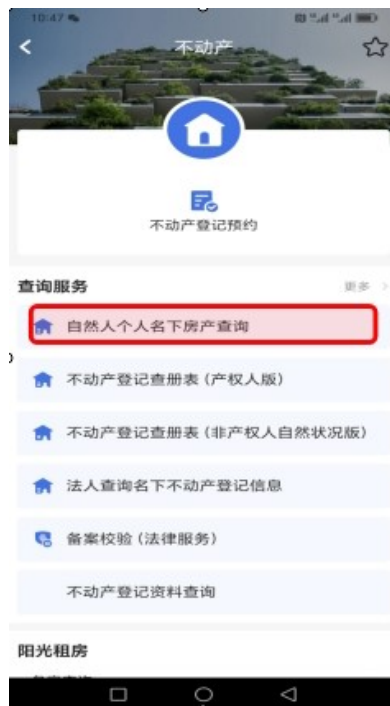 10:47
不动产
不动产登记预约
查询服务
更多
自然人个人名下房产查询
不动产登记查册表(产权人版)
不动产登记查册表(非产权人自然状况版)
法人查询名下不动产登记信息
备案校验(法律服务)
不动产登记资料查询
阳光租房